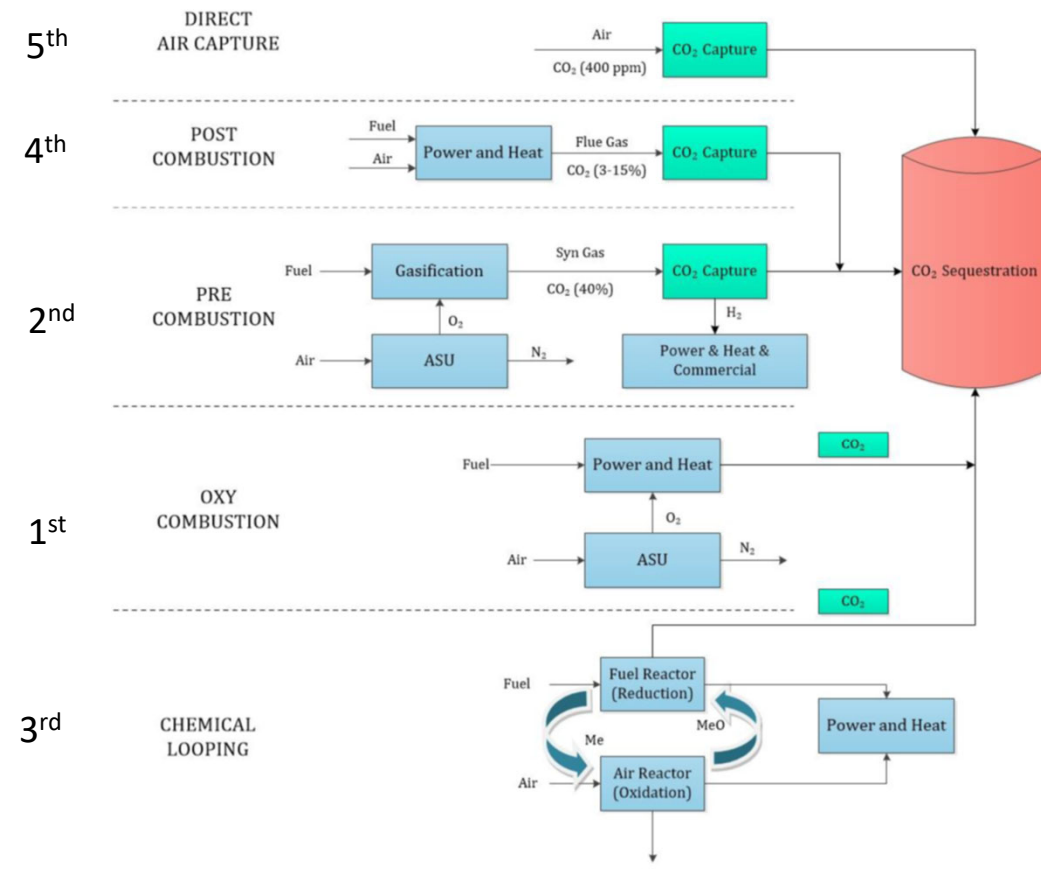 5th
DIRECT
AIR CAPTURE
Air
CO₂ (400 ppm)
CO₂ Capture
4th
POST
COMBUSTION
Fuel
Air
Power and Heat
Flue Gas
CO₂ (3-15%)
CO₂ Capture
2nd
PRE
COMBUSTION
Fuel
Gasification
Syn Gas
CO₂ (40%)
CO₂ Capture
CO₂ Sequestration
O₂
H₂
Air
ASU
N₂
Power & Heat &
Commercial
1st
OXY
COMBUSTION
Fuel
Power and Heat
CO₂
O₂
Air
ASU
N₂
CO₂
3rd
CHEMICAL
LOOPING
Fuel
Fuel Reactor
(Reduction)
Me
MeO
Power and Heat
Air
Air Reactor
(Oxidation)